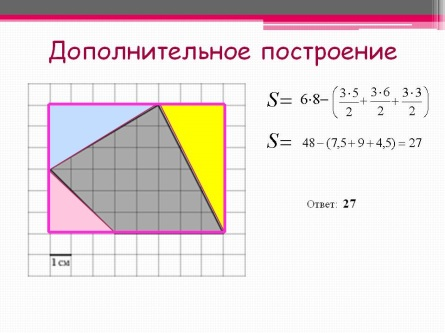 Дополнительное построение
S= 6·8−(3·5/2+3·6/2+3·3/2)
S= 48−(7,5+9+4,5)=27
Ответ: 27
1 см